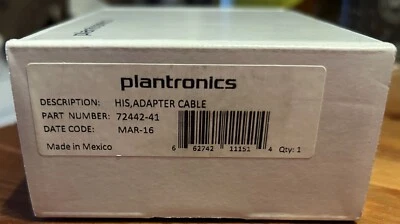 plantronics
plantronics
DESCRIPTION: HIS,ADAPTER CABLE
PART NUMBER: 72442-41
DATE CODE: MAR-16
Made in Mexico
6 62742 11151 4 Qty: 1